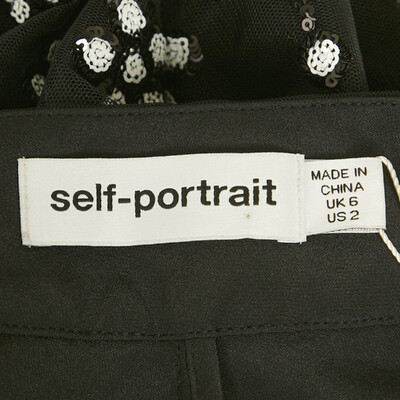 self-portrait
MADE IN
CHINA
UK 6
US 2